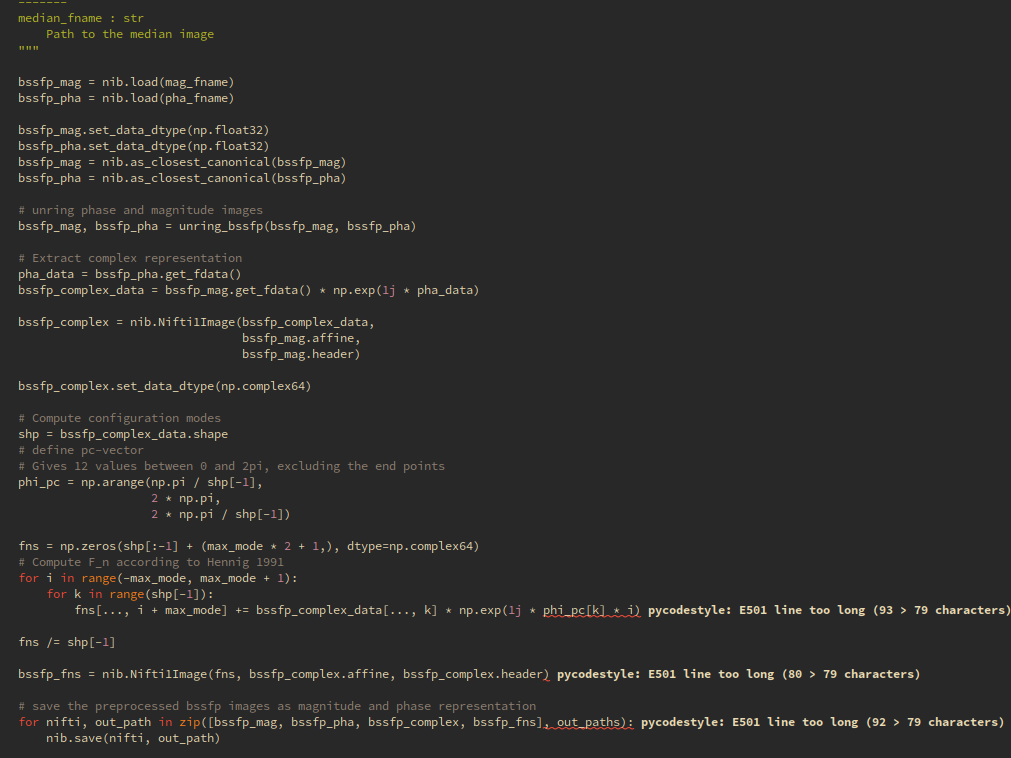 -------
median_fname : str
    Path to the median image
"""
bssfp_mag = nib.load(mag_fname)
bssfp_pha = nib.load(pha_fname)
bssfp_mag.set_data_dtype(np.float32)
bssfp_pha.set_data_dtype(np.float32)
bssfp_mag = nib.as_closest_canonical(bssfp_mag)
bssfp_pha = nib.as_closest_canonical(bssfp_pha)
# unring phase and magnitude images
bssfp_mag, bssfp_pha = unring_bssfp(bssfp_mag, bssfp_pha)
# Extract complex representation
pha_data = bssfp_pha.get_fdata()
bssfp_complex_data = bssfp_mag.get_fdata() * np.exp(1j * pha_data)
bssfp_complex = nib.Nifti1Image(bssfp_complex_data,
                                bssfp_mag.affine,
                                bssfp_mag.header)
bssfp_complex.set_data_dtype(np.complex64)
# Compute configuration modes
shp = bssfp_complex_data.shape
# define pc-vector
# Gives 12 values between 0 and 2pi, excluding the end points
phi_pc = np.arange(np.pi / shp[-1],
                   2 * np.pi,
                   2 * np.pi / shp[-1])
fns = np.zeros(shp[:-1] + (max_mode * 2 + 1,), dtype=np.complex64)
# Compute F_n according to Hennig 1991
for i in range(-max_mode, max_mode + 1):
    for k in range(shp[-1]):
        fns[..., i + max_mode] += bssfp_complex_data[..., k] * np.exp(1j * phi_pc[k] * i) pycodestyle: E501 line too long (93 > 79 characters)
fns /= shp[-1]
bssfp_fns = nib.Nifti1Image(fns, bssfp_complex.affine, bssfp_complex.header) pycodestyle: E501 line too long (80 > 79 characters)
# save the preprocessed bssfp images as magnitude and phase representation
for nifti, out_path in zip([bssfp_mag, bssfp_pha, bssfp_complex, bssfp_fns], out_paths): pycodestyle: E501 line too long (92 > 79 characters)
    nib.save(nifti, out_path)